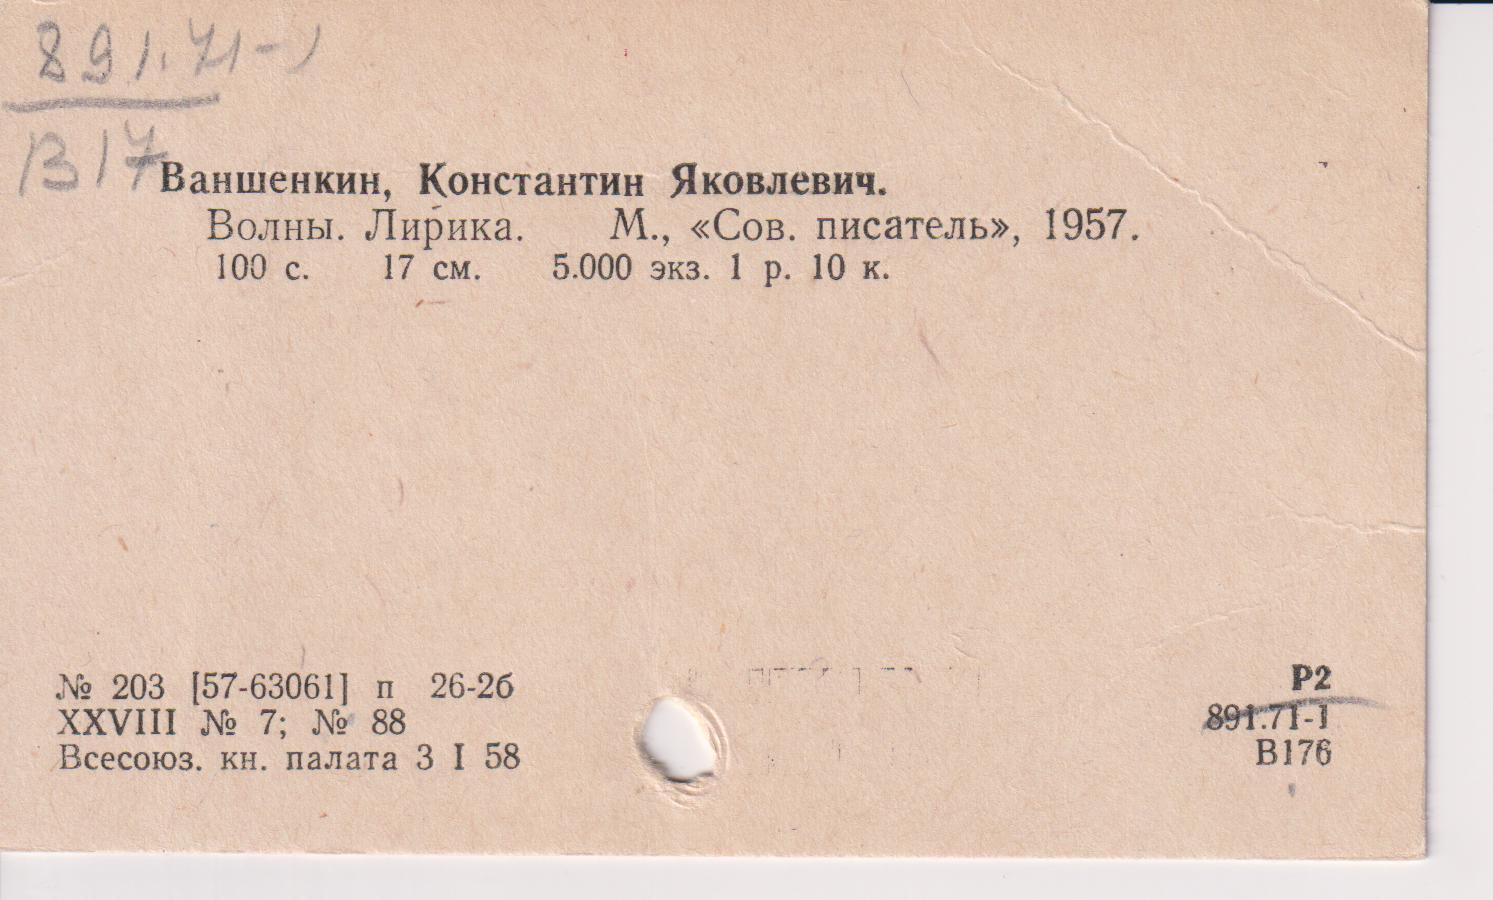 891.71-1
В17
Ваншенкин, Константин Яковлевич.
Волны. Лирика. М., «Сов. писатель», 1957.
100 с. 17 см. 5.000 экз. 1 р. 10 к.
№ 203 [57-63061] п 26-2б
XXVIII № 7; № 88
Всесоюз. кн. палата 3 I 58
Р2
891.71-1
В176